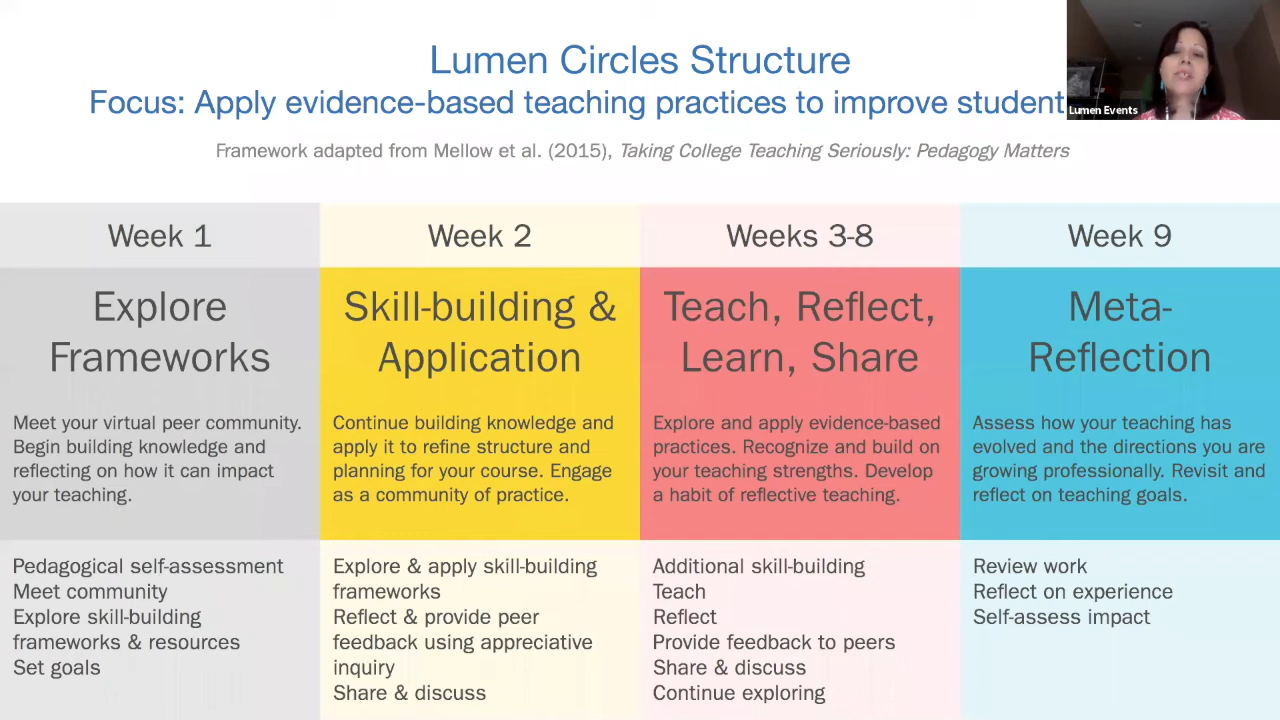 Lumen Circles Structure
Focus: Apply evidence-based teaching practices to improve student
Lumen Events
Framework adapted from Mellow et al. (2015), Taking College Teaching Seriously: Pedagogy Matters
Week 1
Explore
Frameworks
Meet your virtual peer community.
Begin building knowledge and
reflecting on how it can impact
your teaching.
Pedagogical self-assessment
Meet community
Explore skill-building
frameworks & resources
Set goals
Week 2
Skill-building &
Application
Continue building knowledge and
apply it to refine structure and
planning for your course. Engage
as a community of practice.
Explore & apply skill-building
frameworks
Reflect & provide peer
feedback using appreciative
inquiry
Share & discuss
Weeks 3-8
Teach, Reflect,
Learn, Share
Explore and apply evidence-based
practices. Recognize and build on
your teaching strengths. Develop
a habit of reflective teaching.
Additional skill-building
Teach
Reflect
Provide feedback to peers
Share & discuss
Continue exploring
Week 9
Meta-
Reflection
Assess how your teaching has
evolved and the directions you are
growing professionally. Revisit and
reflect on teaching goals.
Review work
Reflect on experience
Self-assess impact